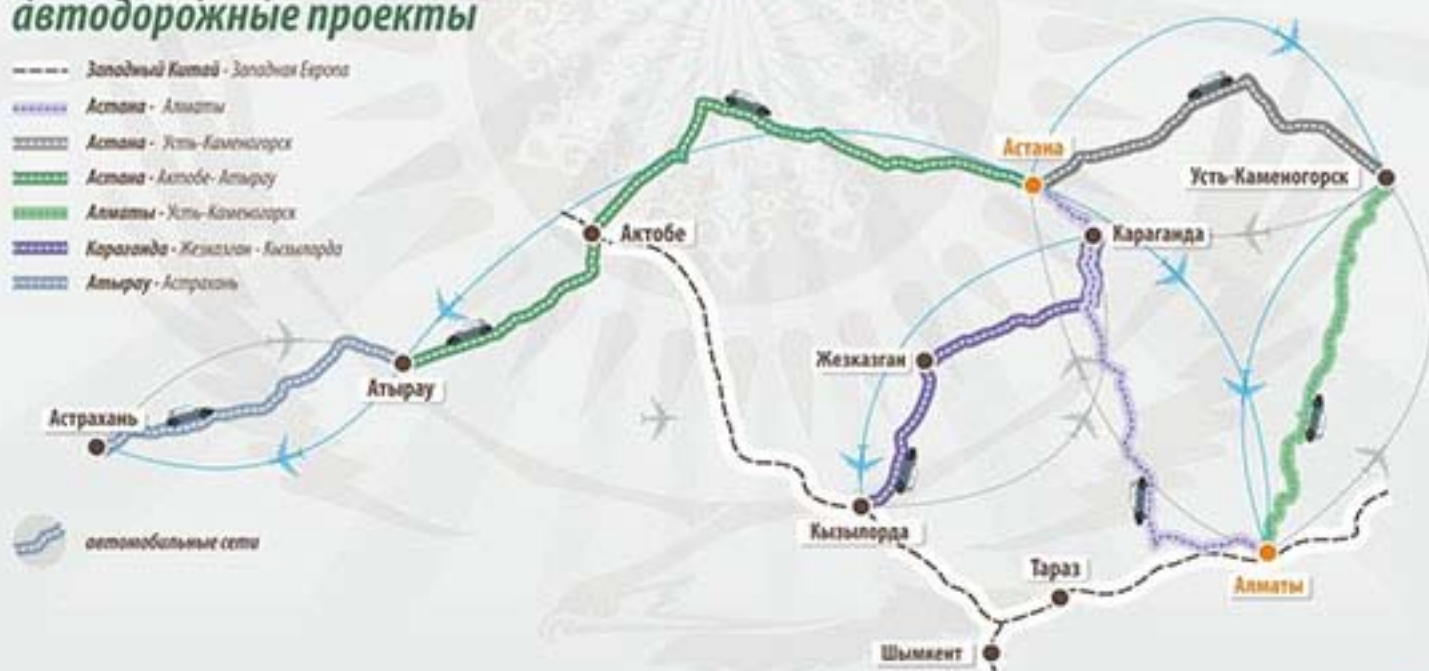 автодорожные проекты
Западный Китай - Западная Европа
Астана - Алматы
Астана - Усть-Каменогорск
Астана - Актобе- Атырау
Алматы - Усть-Каменогорск
Караганда - Жезказган - Кызылорда
Атырау - Астрахань
Астана
Усть-Каменогорск
Актобе
Караганда
Жезказган
Атырау
Астрахань
Кызылорда
автомобильные сети
Тараз
Алматы
Шымкент